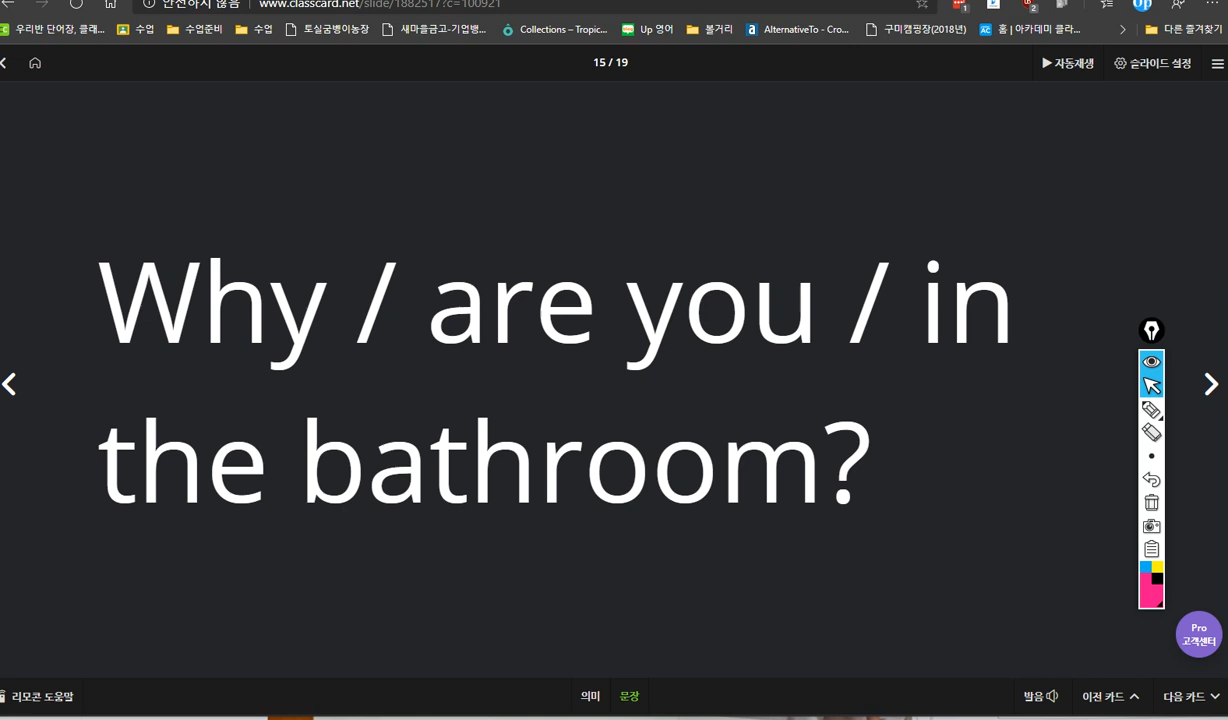 안전하지 않음 | www.classcard.net/slide/1882517?c=100921
우리반 단어장, 클래... 수업 수업준비 수업 토실궁뱅이농장 새마을금고-기업뱅... Collections – Tropic... Up 영어 볼거리 AlternativeTo - Cro... 구미캠핑장(2018년) 홈 | 아카데미 클라... 다른 즐겨찾기
15 / 19 자동재생 슬라이드 설정
Why / are you / in
the bathroom?
Pro
고객센터
리모콘 도움말 의미 문장 발음 이전 카드 다음 카드